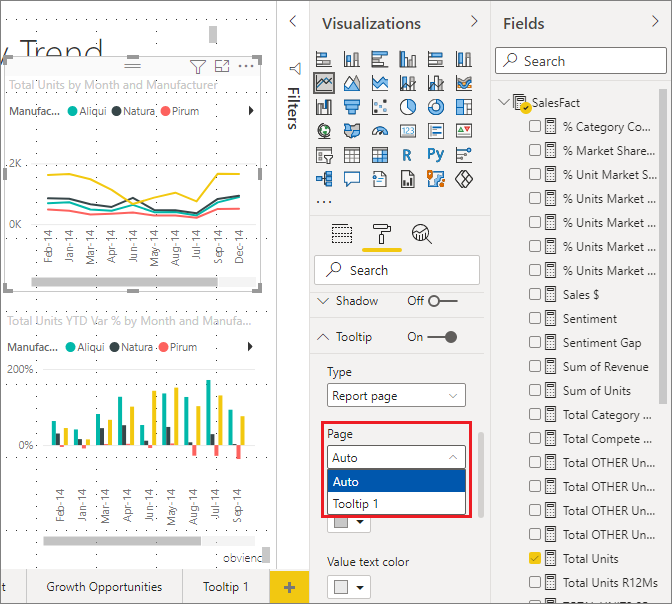 y Trend
Total Units by Month and Manufacturer
Manufac... Aliqui Natura Pirum
2K
0K
Feb-14 Jan-14 Mar-14 Apr-14 Jun-14 May-14 Aug-14 Jul-14 Sep-14 Dec-14
Total Units YTD Var % by Month and Manufa...
Manufac... Aliqui Natura Pirum
200%
0%
Feb-14 Jan-14 Mar-14 Apr-14 Jun-14 May-14 Aug-14 Jul-14 Sep-14
obvienc
t
Growth Opportunities
Tooltip 1
+
Filters
Visualizations
123
R Py
...
Search
Shadow Off
Tooltip On
Type
Report page
Page
Auto
Auto
Tooltip 1
Value text color
Fields
Search
SalesFact
% Category Co...
% Market Share...
% Unit Market S...
% Units Market ...
% Units Market ...
% Units Market ...
% Units Market ...
Sales $
Sentiment
Sentiment Gap
Sum of Revenue
Sum of Units
Total Category ...
Total Compete ...
Total OTHER Un...
Total OTHER Un...
Total OTHER Un...
Total OTHER Un...
Total Units
Total Units R12Ms